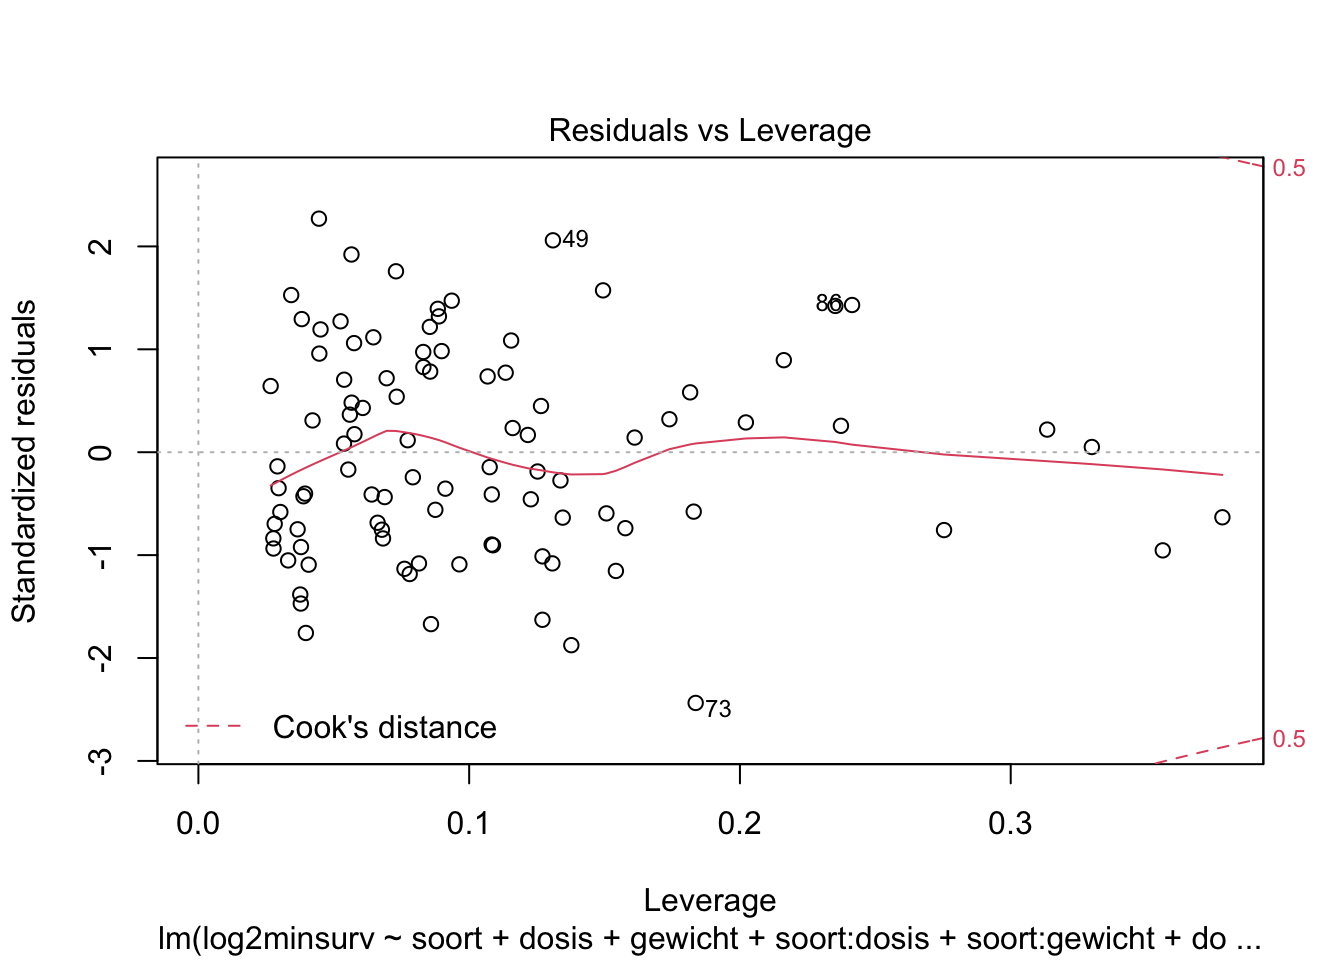 Residuals vs Leverage
0.5
2
49
1
Standardized residuals
0
-1
-2
73
Cook's distance
0.5
-3
0.0 0.1 0.2 0.3
Leverage
lm(log2minsurv ~ soort + dosis + gewicht + soort:dosis + soort:gewicht + do ...